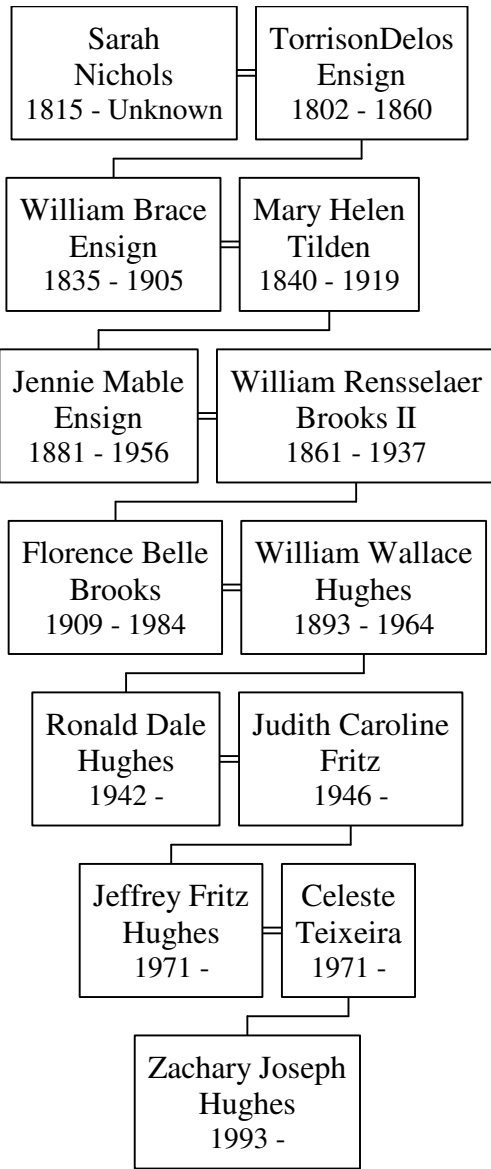 Sarah
Nichols
1815 - Unknown
TorrisonDelos
Ensign
1802 - 1860
William Brace
Ensign
1835 - 1905
Mary Helen
Tilden
1840 - 1919
Jennie Mable
Ensign
1881 - 1956
William Rensselaer
Brooks II
1861 - 1937
Florence Belle
Brooks
1909 - 1984
William Wallace
Hughes
1893 - 1964
Ronald Dale
Hughes
1942 -
Judith Caroline
Fritz
1946 -
Jeffrey Fritz
Hughes
1971 -
Celeste
Teixeira
1971 -
Zachary Joseph
Hughes
1993 -